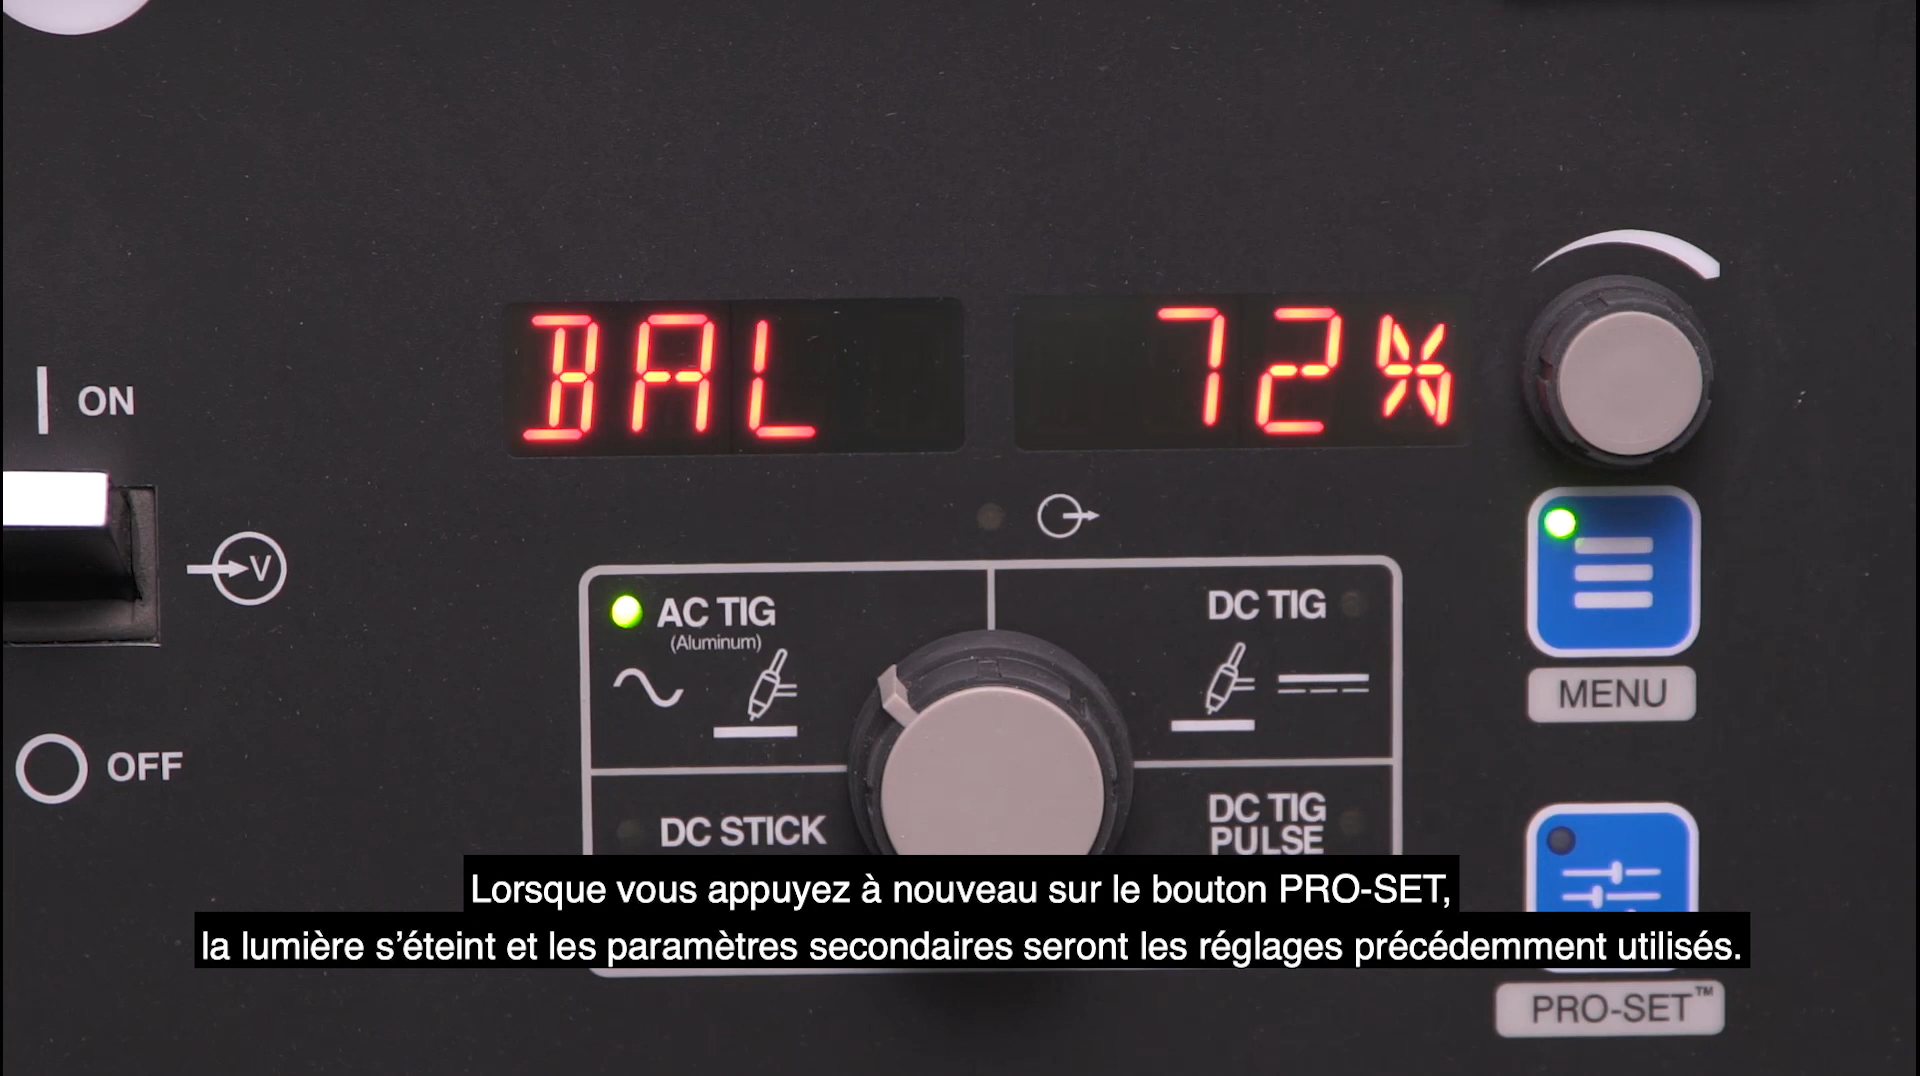 BAL 72%
ON
V
AC TIG
(Aluminum)
DC TIG
MENU
OFF
DC STICK
DC TIG
PULSE
Lorsque vous appuyez à nouveau sur le bouton PRO-SET,
la lumière s’éteint et les paramètres secondaires seront les réglages précédemment utilisés.
PRO-SET™